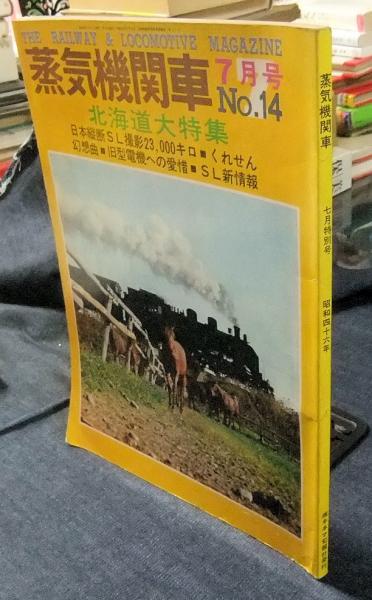 THE RAILWAY & LOCOMOTIVE MAGAZINE
蒸気機関車
7月号
No.14
北海道大特集
日本縦断SL撮影23,000キロ■くれせん
幻想曲■旧型電機への愛惜■SL新情報
蒸気機関車
七月特別号
昭和四十六年